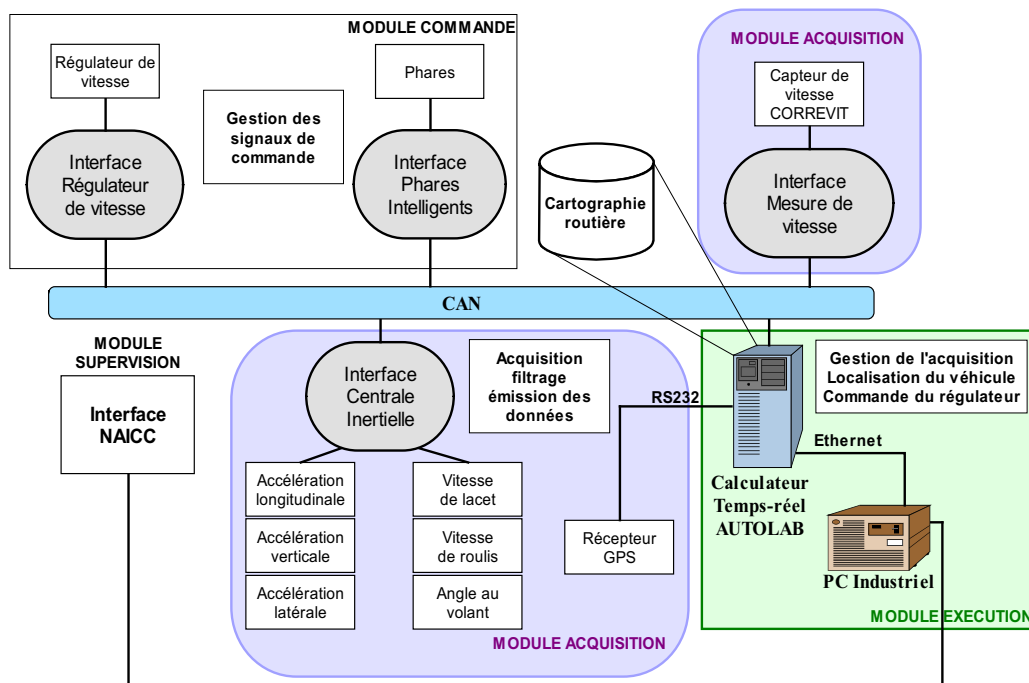 MODULE COMMANDE
Régulateur de
vitesse
Phares
Gestion des
signaux de
commande
Interface
Régulateur
de vitesse
Interface
Phares
Intelligents
MODULE ACQUISITION
Capteur de
vitesse
CORREVIT
Interface
Mesure de
vitesse
Cartographie
routière
CAN
MODULE
SUPERVISION
Interface
NAICC
Interface
Centrale
Inertielle
Acquisition
filtrage
émission des
données
Accélération
longitudinale
Vitesse
de lacet
Accélération
verticale
Vitesse
de roulis
Accélération
latérale
Angle au
volant
Récepteur
GPS
MODULE ACQUISITION
RS232
Gestion de l'acquisition
Localisation du véhicule
Commande du régulateur
Ethernet
Calculateur
Temps-réel
AUTOLAB
PC Industriel
MODULE EXECUTION